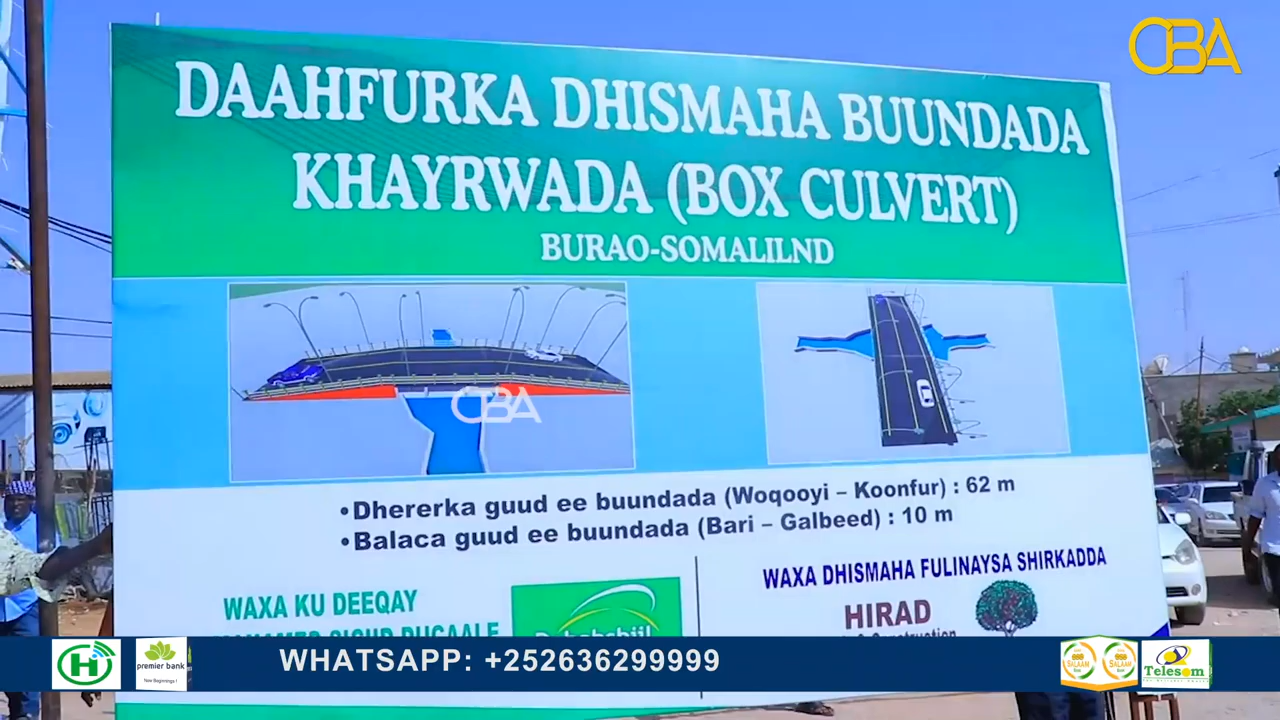 CBA
DAAHFURKA DHISMAHA BUUNDADA
KHAYRWADA (BOX CULVERT)
BURAO-SOMALILND
CBA
•Dhererka guud ee buundada (Woqooyi – Koonfur) : 62 m
•Balaca guud ee buundada (Bari – Galbeed) : 10 m
WAXA KU DEEQAY
WAXA DHISMAHA FULINAYSA SHIRKADDA
HIRAD
premier bank
New Beginnings !
WHATSAPP: +252636299999
SALAAM
SALAAM
Telesom